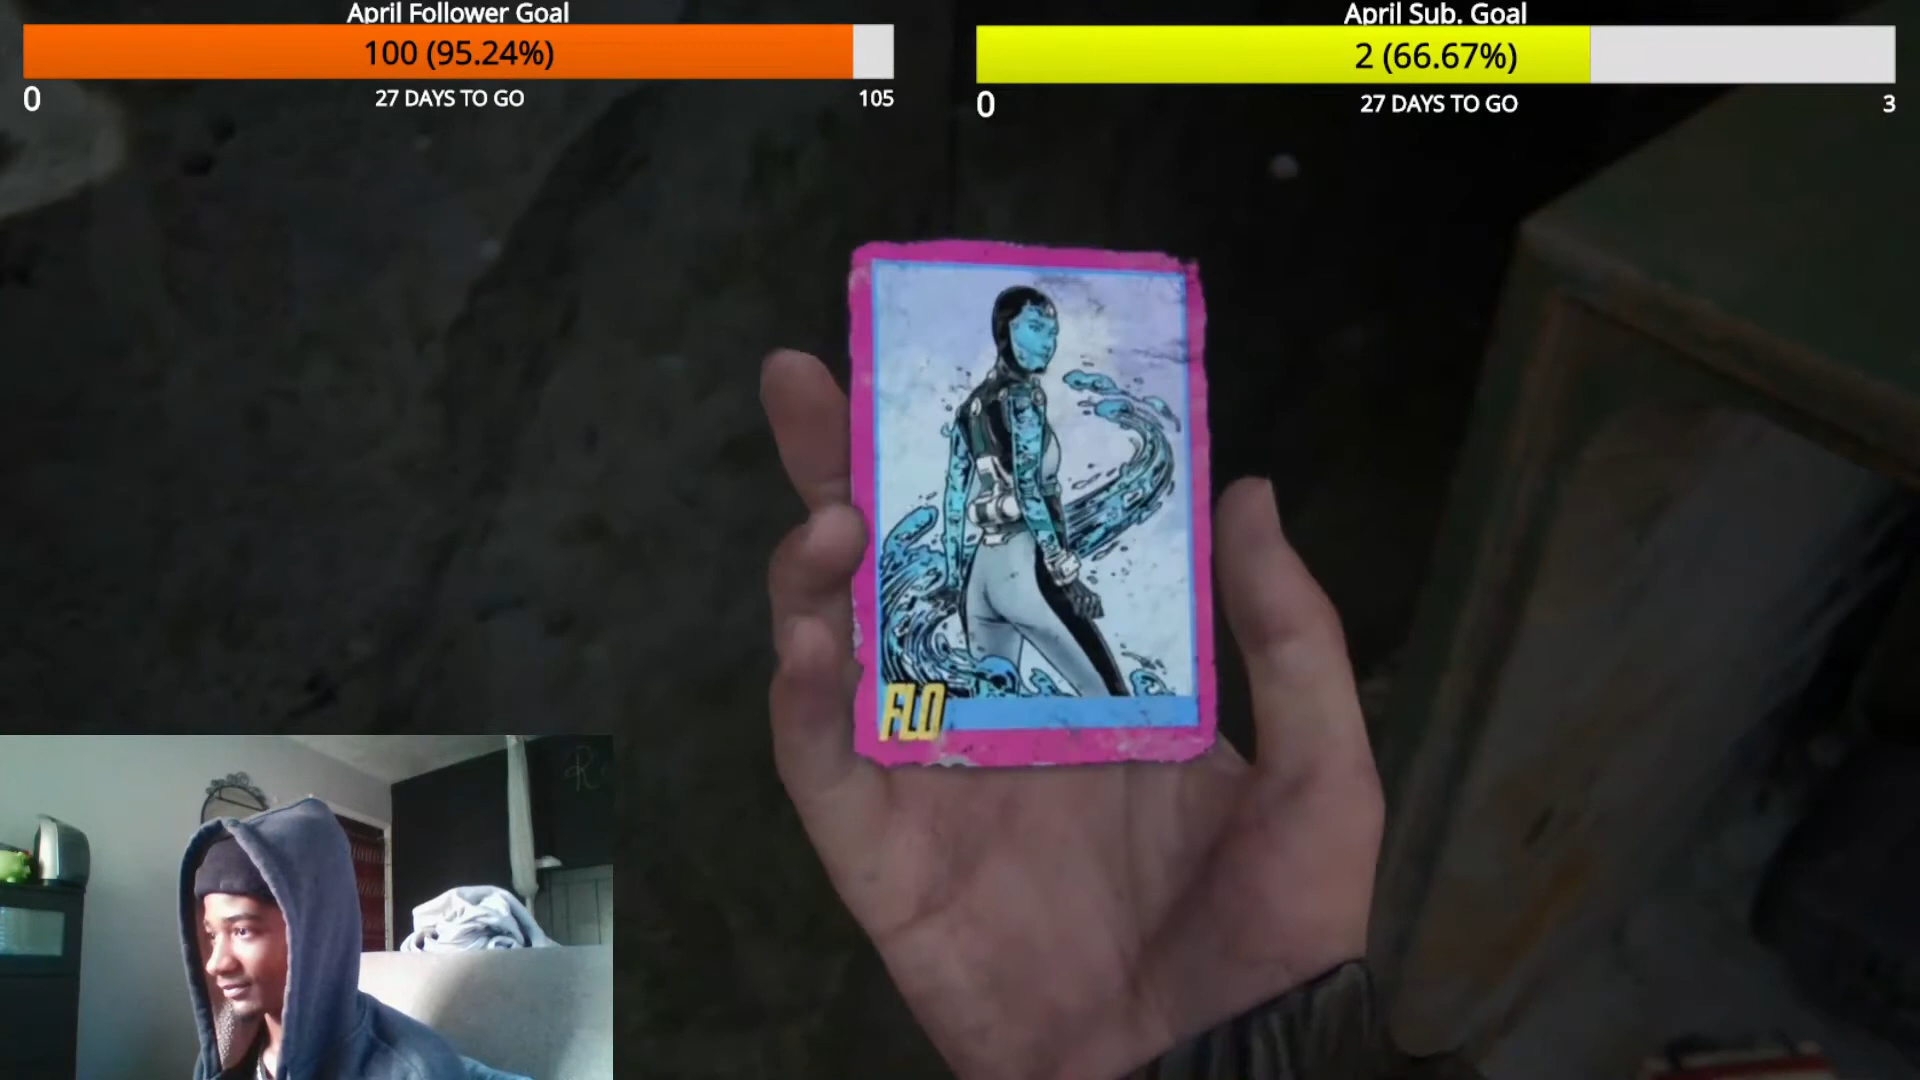 April Follower Goal
100 (95.24%)
0
27 DAYS TO GO
105
April Sub. Goal
2 (66.67%)
0
27 DAYS TO GO
3
FLO